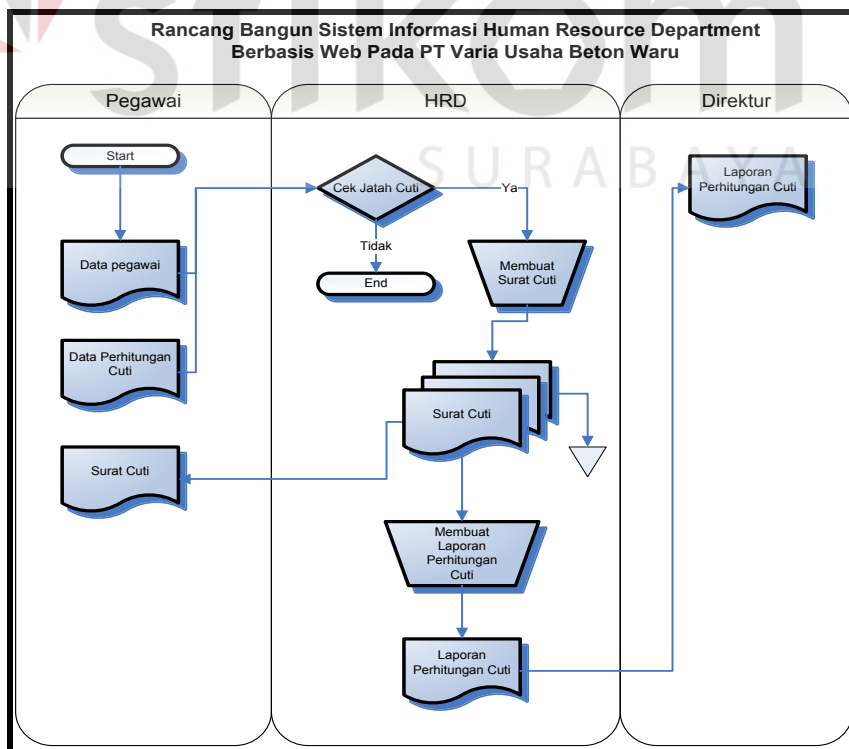 STIKOM
SURABAYA
Rancang Bangun Sistem Informasi Human Resource Department
Berbasis Web Pada PT Varia Usaha Beton Waru
Pegawai
HRD
Direktur
Start
Cek Jatah Cuti
Ya
Laporan
Perhitungan Cuti
Data pegawai
Tidak
End
Membuat
Surat Cuti
Data Perhitungan
Cuti
Surat Cuti
Surat Cuti
Membuat
Laporan
Perhitungan
Cuti
Laporan
Perhitungan Cuti